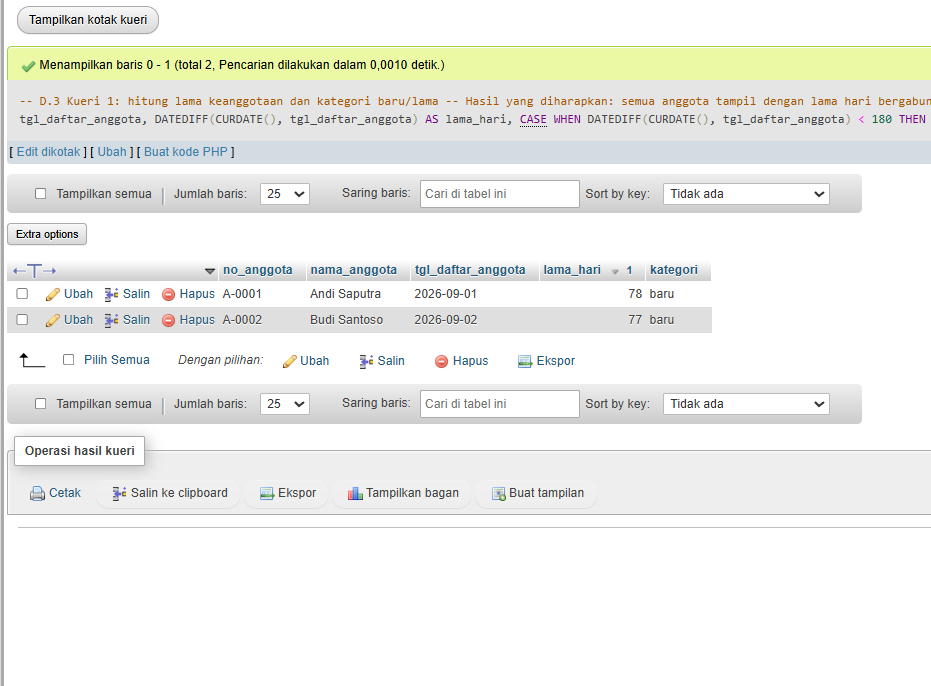 Tampilkan kotak kueri
Menampilkan baris 0 - 1 (total 2, Pencarian dilakukan dalam 0,0010 detik.)
-- D.3 Kueri 1: hitung lama keanggotaan dan kategori baru/lama -- Hasil yang diharapkan: semua anggota tampil dengan lama hari bergabun
tgl_daftar_anggota, DATEDIFF(CURDATE(), tgl_daftar_anggota) AS lama_hari, CASE WHEN DATEDIFF(CURDATE(), tgl_daftar_anggota) < 180 THEN
[ Edit dikotak ] [ Ubah ] [ Buat kode PHP ]
Tampilkan semua | Jumlah baris: 25 Saring baris: Cari di tabel ini Sort by key: Tidak ada
Extra options
←T→ no_anggota nama_anggota tgl_daftar_anggota lama_hari 1 kategori
Ubah Salin Hapus A-0001 Andi Saputra 2026-09-01 78 baru
Ubah Salin Hapus A-0002 Budi Santoso 2026-09-02 77 baru
Pilih Semua Dengan pilihan: Ubah Salin Hapus Ekspor
Tampilkan semua | Jumlah baris: 25 Saring baris: Cari di tabel ini Sort by key: Tidak ada
Operasi hasil kueri
Cetak Salin ke clipboard Ekspor Tampilkan bagan Buat tampilan